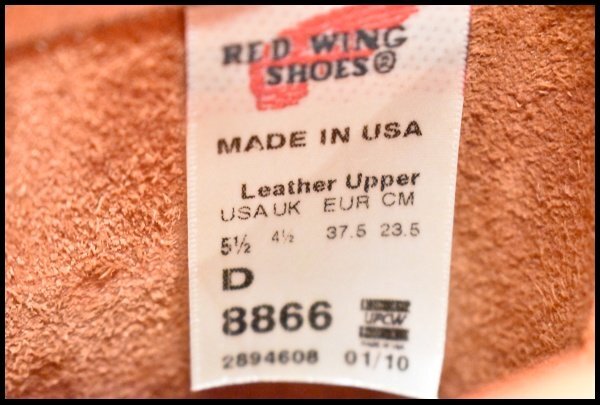 RED WING
SHOES®
MADE IN USA
Leather Upper
USA UK EUR CM
5½ 4½ 37.5 23.5
D
8866
UPCW
2894608 01/10